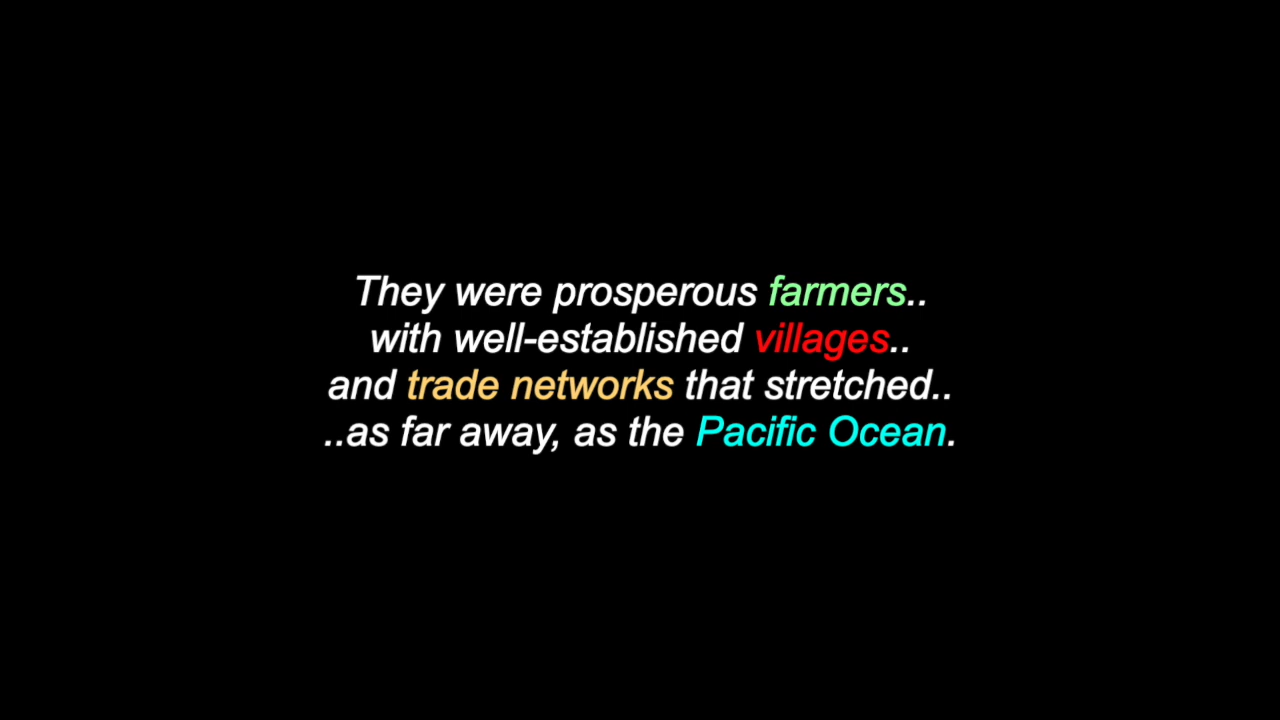 They were prosperous farmers..
with well-established villages..
and trade networks that stretched..
..as far away, as the Pacific Ocean.